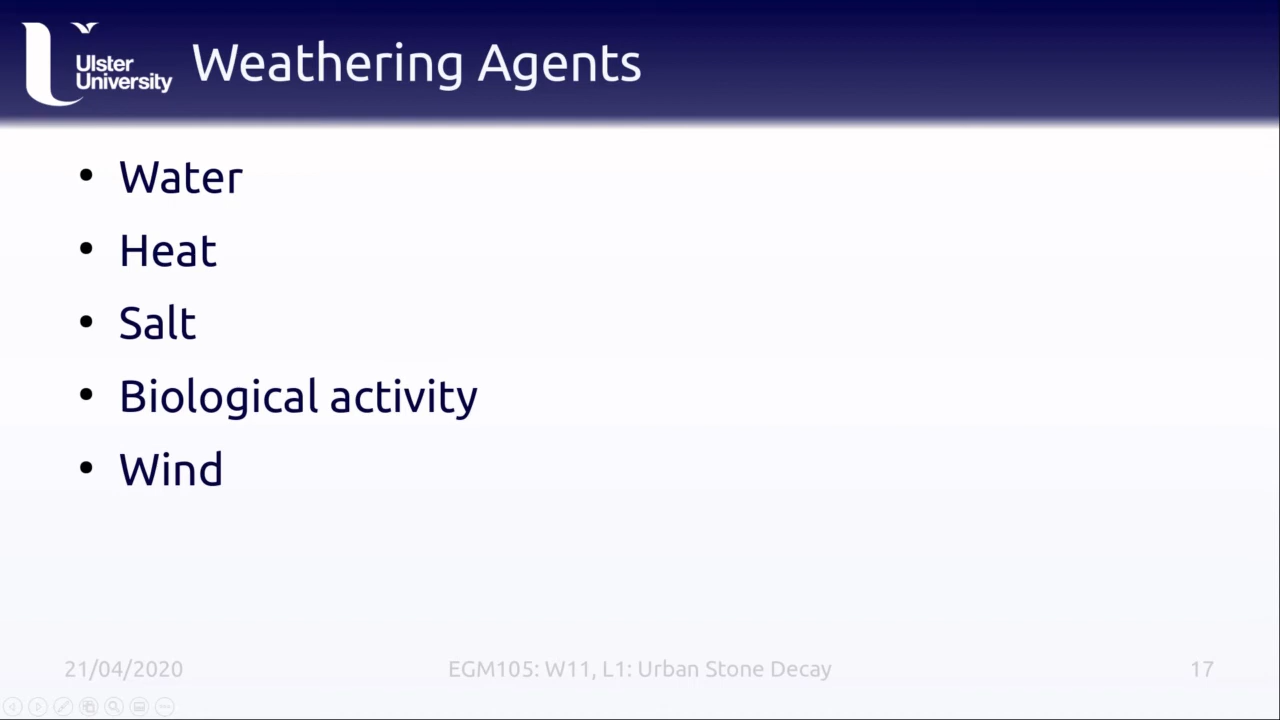 Ulster
University
Weathering Agents
• Water
• Heat
• Salt
• Biological activity
• Wind
21/04/2020
EGM105: W11, L1: Urban Stone Decay
17